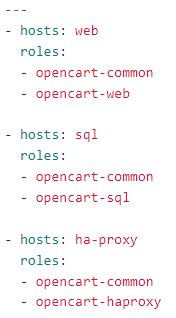 ---
- hosts: web
  roles:
  - opencart-common
  - opencart-web

- hosts: sql
  roles:
  - opencart-common
  - opencart-sql

- hosts: ha-proxy
  roles:
  - opencart-common
  - opencart-haproxy